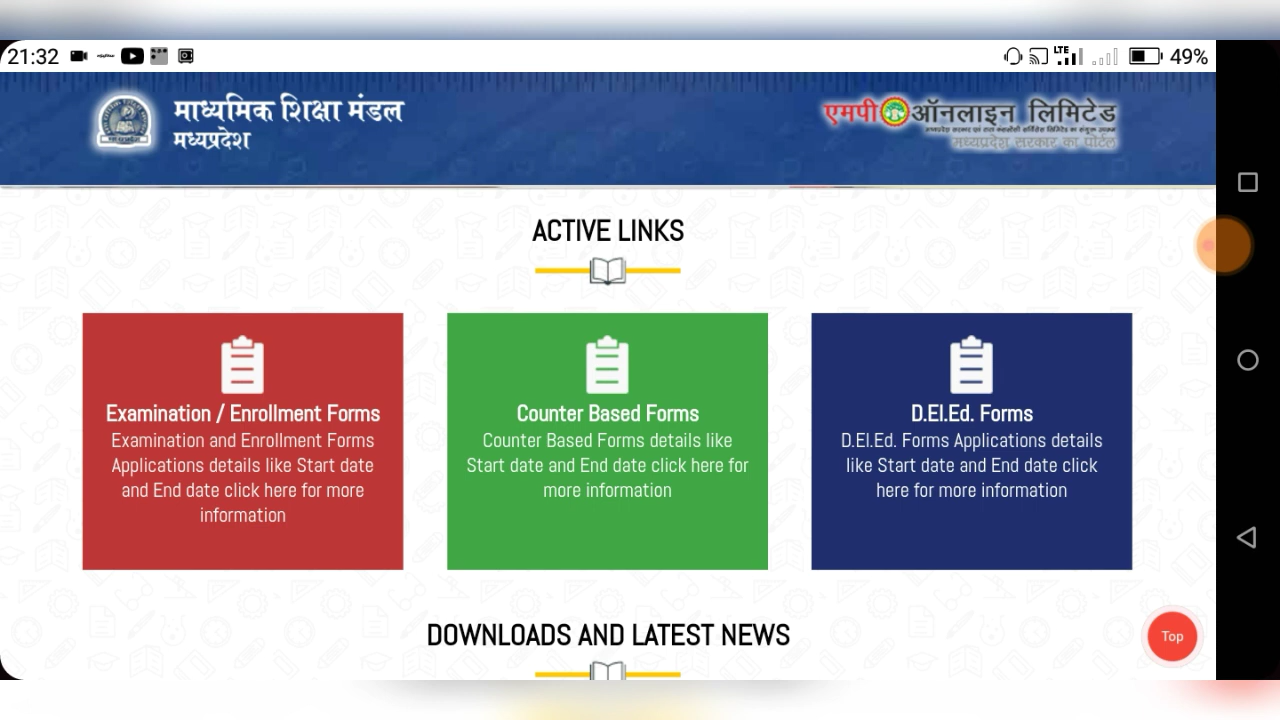 21:32
LTE
49%
माध्यमिक शिक्षा मंडल
मध्यप्रदेश
एमपी ऑनलाइन लिमिटेड
मध्यप्रदेश सरकार का पोर्टल
ACTIVE LINKS
Examination / Enrollment Forms
Examination and Enrollment Forms
Applications details like Start date
and End date click here for more
information
Counter Based Forms
Counter Based Forms details like
Start date and End date click here for
more information
D.El.Ed. Forms
D.El.Ed. Forms Applications details
like Start date and End date click
here for more information
DOWNLOADS AND LATEST NEWS
Top